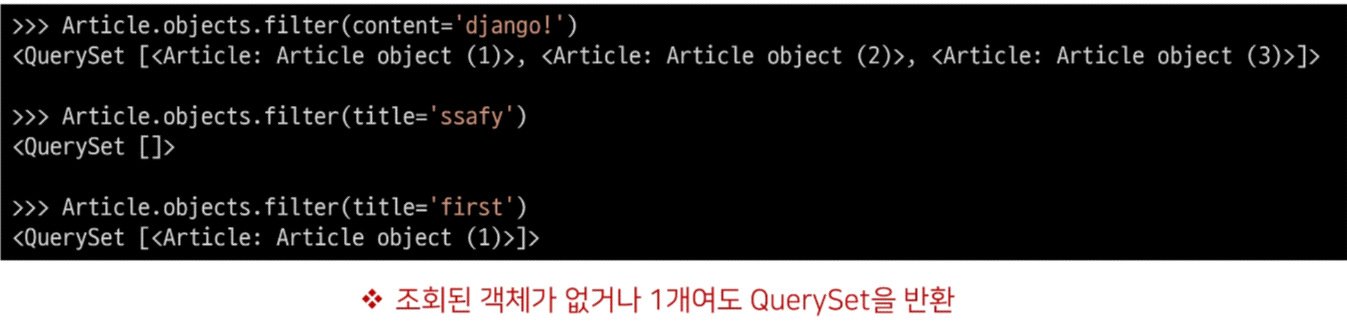 >>> Article.objects.filter(content='django!')
<QuerySet [<Article: Article object (1)>, <Article: Article object (2)>, <Article: Article object (3)>]>
>>> Article.objects.filter(title='ssafy')
<QuerySet []>
>>> Article.objects.filter(title='first')
<QuerySet [<Article: Article object (1)>]>
❖ 조회된 객체가 없거나 1개여도 QuerySet을 반환